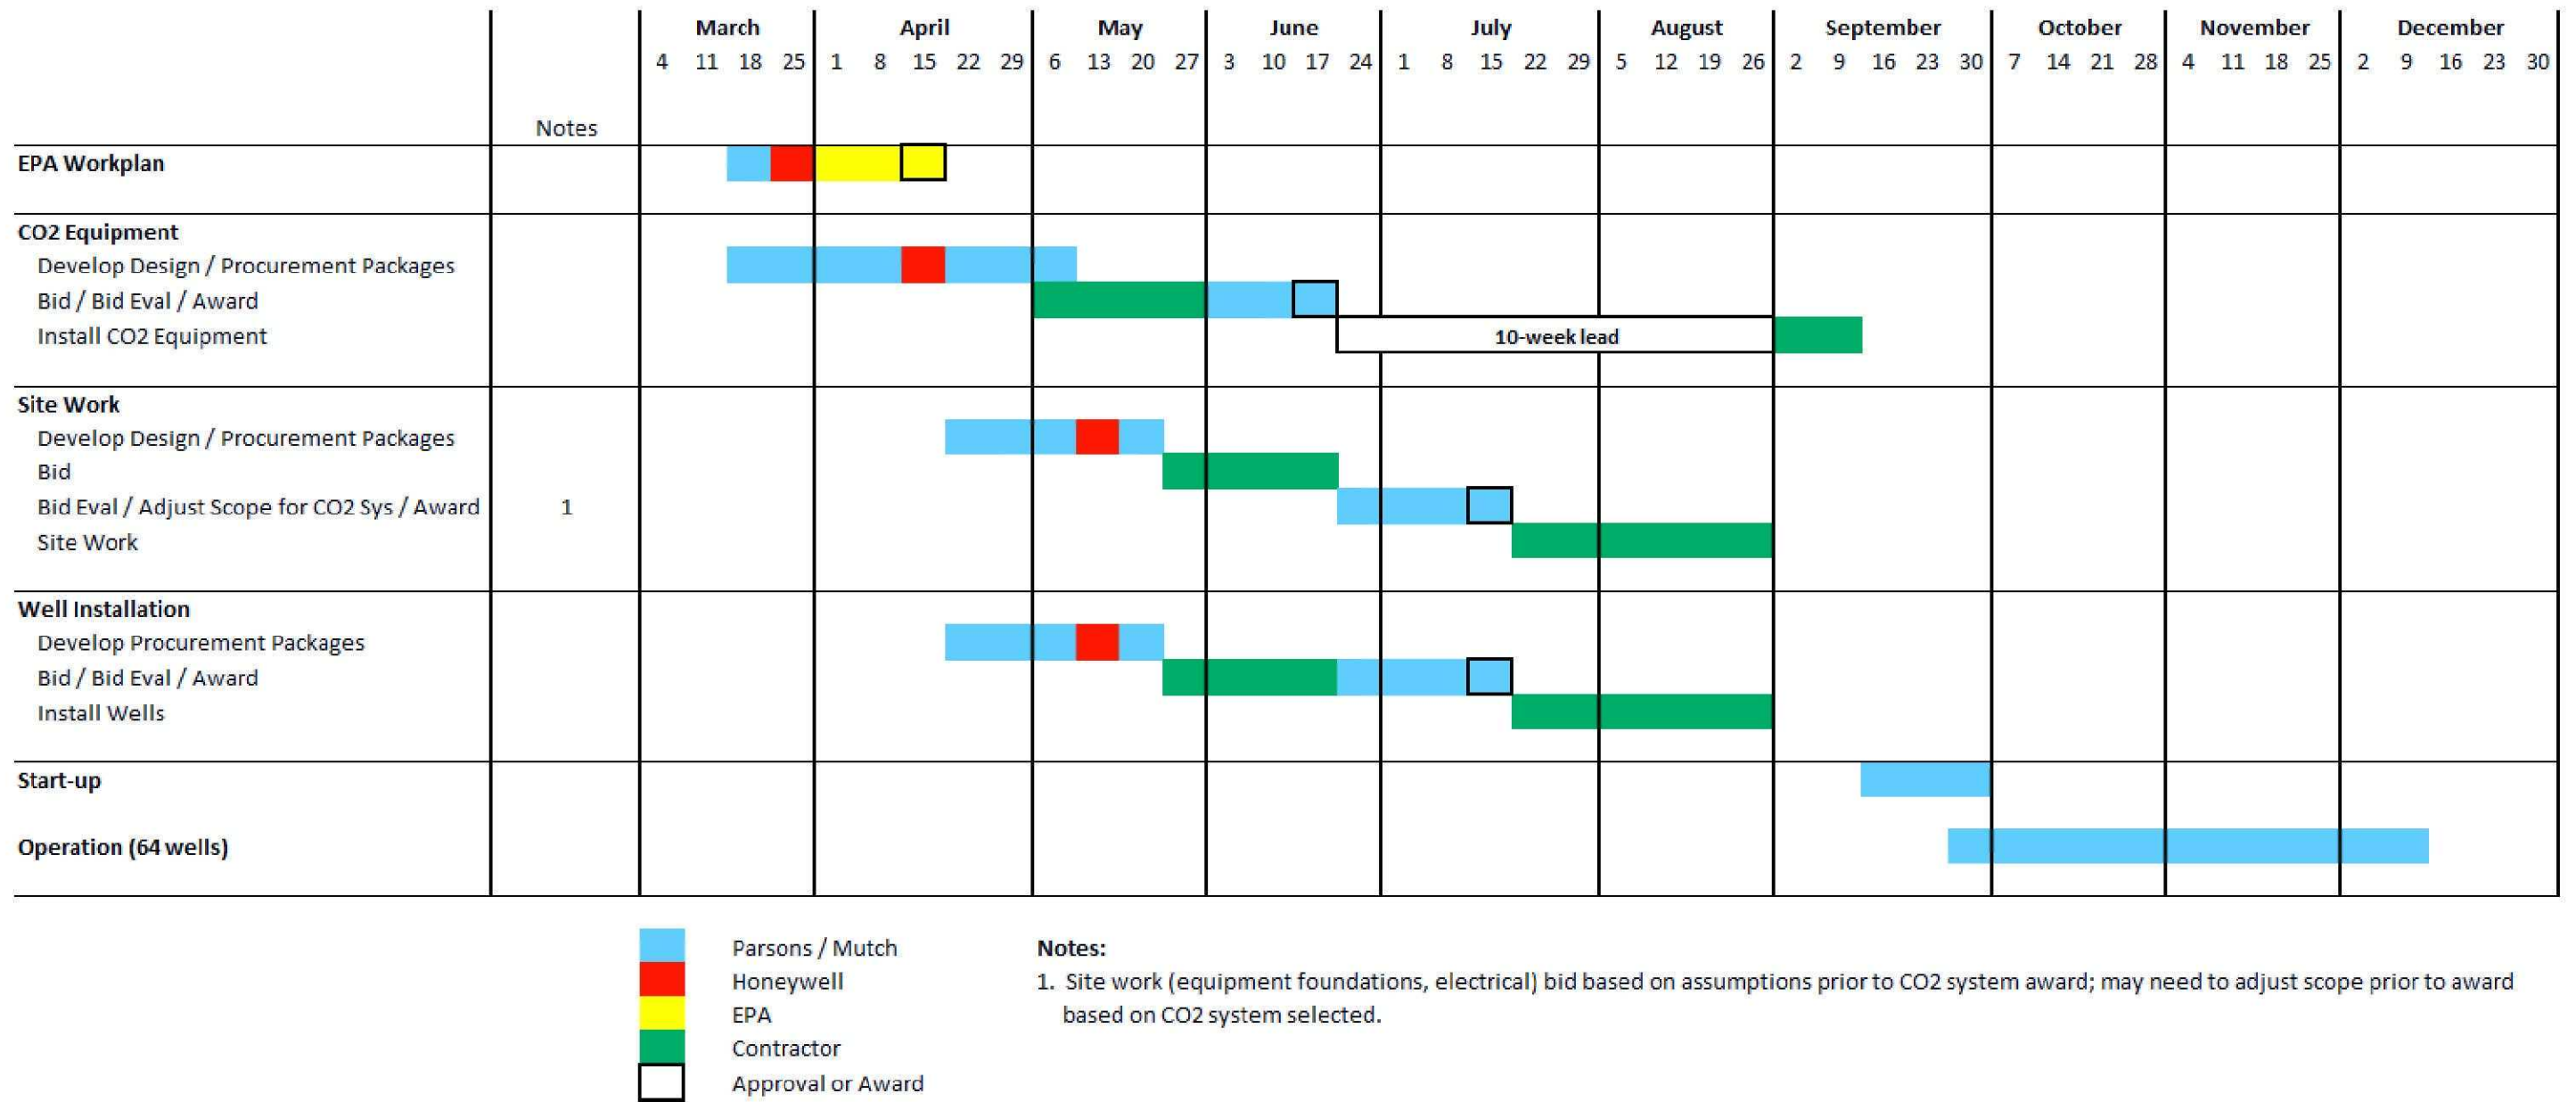 March April May June July August September October November December
4 11 18 25 1 8 15 22 29 6 13 20 27 3 10 17 24 1 8 15 22 29 5 12 19 26 2 9 16 23 30 7 14 21 28 4 11 18 25 2 9 16 23 30
Notes
EPA Workplan
CO2 Equipment
Develop Design / Procurement Packages
Bid / Bid Eval / Award
Install CO2 Equipment 10-week lead
Site Work
Develop Design / Procurement Packages
Bid
Bid Eval / Adjust Scope for CO2 Sys / Award 1
Site Work
Well Installation
Develop Procurement Packages
Bid / Bid Eval / Award
Install Wells
Start-up
Operation (64 wells)
Parsons / Mutch
Honeywell
EPA
Contractor
Approval or Award
Notes:
1. Site work (equipment foundations, electrical) bid based on assumptions prior to CO2 system award; may need to adjust scope prior to award
based on CO2 system selected.